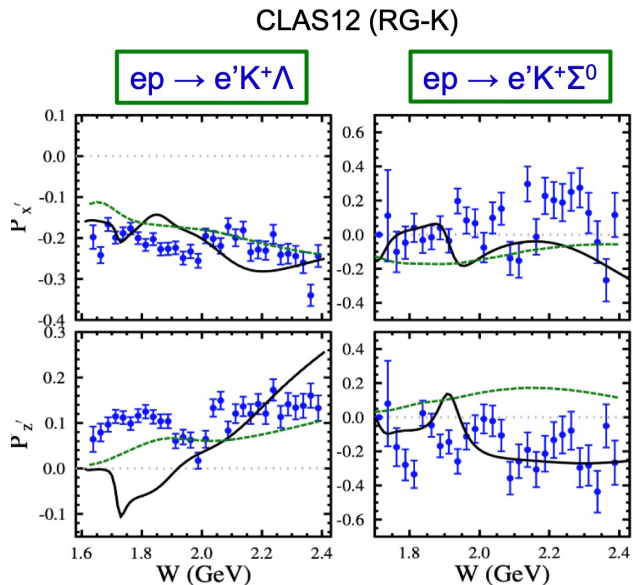 CLAS12 (RG-K)
ep → e'K⁺Λ
ep → e'K⁺Σ⁰
0.1
0.0
-0.1
-0.2
-0.3
-0.4
Pₓ′
0.6
0.4
0.2
0.0
-0.2
-0.4
0.3
0.2
0.1
0.0
-0.1
P_z′
0.4
0.2
0.0
-0.2
-0.4
-0.6
1.6 1.8 2.0 2.2 2.4
1.8 2.0 2.2 2.4
W (GeV)
W (GeV)